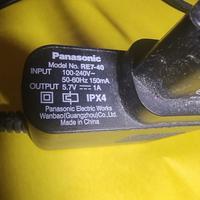 Panasonic
Model No. RE7-40
INPUT 100-240V~
50-60Hz 150mA
OUTPUT 5.7V ⎓ 1A
IPX4
Panasonic Electric Works
Wanbao(Guangzhou)Co.,Ltd.
Made in China